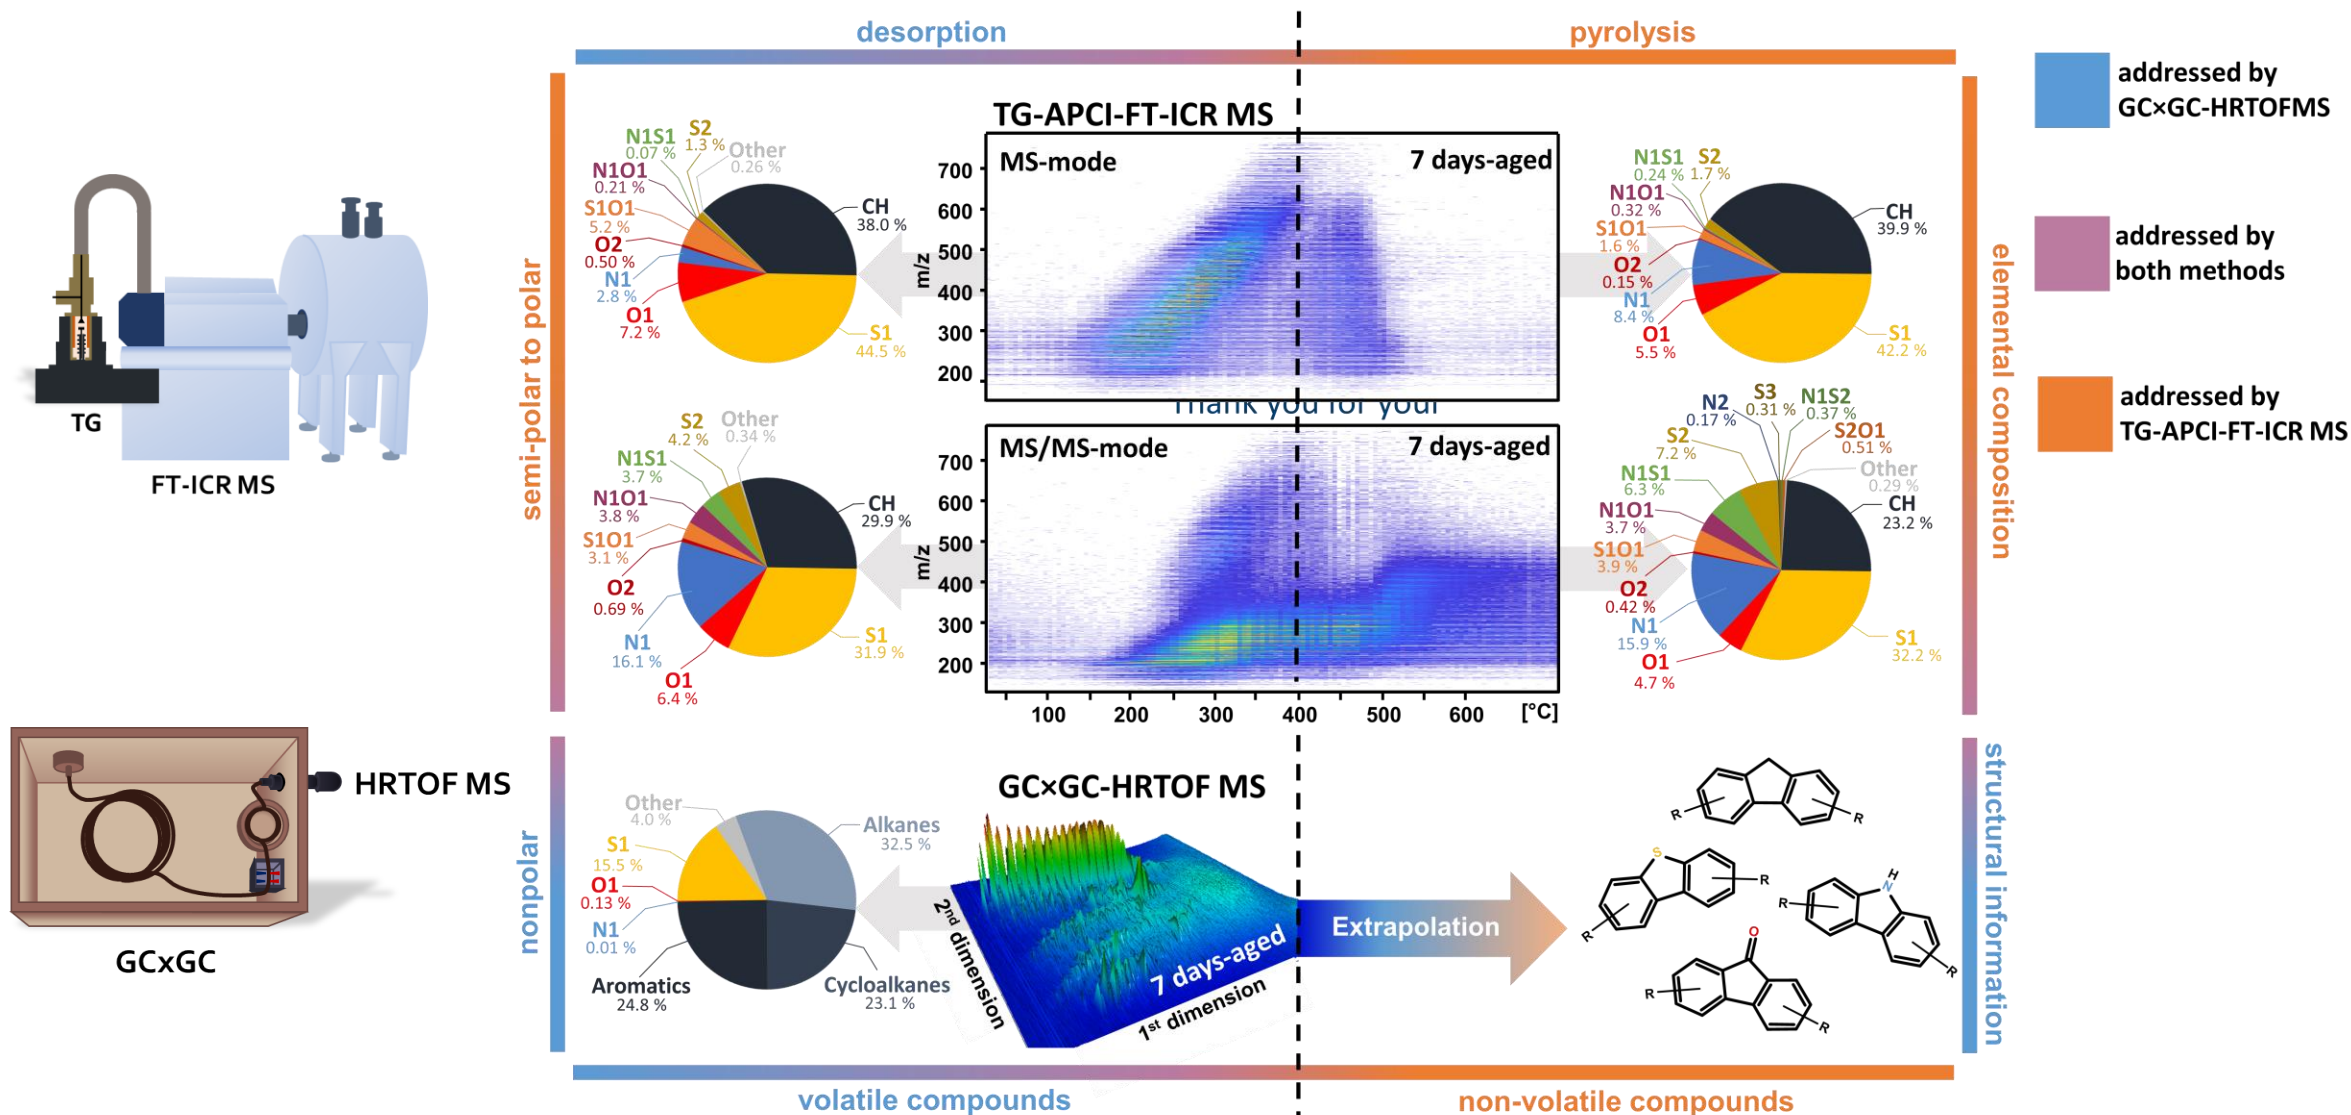 desorption
pyrolysis
addressed by
GC×GC-HRTOFMS
addressed by
both methods
addressed by
TG-APCI-FT-ICR MS
TG
FT-ICR MS
GCxGC
HRTOF MS
semi-polar to polar
nonpolar
elemental composition
structural information
TG-APCI-FT-ICR MS
MS-mode
7 days-aged
m/z
700
600
500
400
300
200
N1S1
0.07 %
S2
1.3 %
Other
0.26 %
N1O1
0.21 %
S1O1
5.2 %
O2
0.50 %
N1
2.8 %
O1
7.2 %
CH
38.0 %
S1
44.5 %
N1S1
0.24 %
S2
1.7 %
N1O1
0.32 %
S1O1
1.6 %
O2
0.15 %
N1
8.4 %
O1
5.5 %
CH
39.9 %
S1
42.2 %
Thank you for your
MS/MS-mode
7 days-aged
m/z
700
600
500
400
300
200
100
200
300
400
500
600
[°C]
S2
4.2 %
Other
0.34 %
N1S1
3.7 %
N1O1
3.8 %
S1O1
3.1 %
O2
0.69 %
N1
16.1 %
O1
6.4 %
CH
29.9 %
S1
31.9 %
N2
0.17 %
S3
0.31 %
N1S2
0.37 %
S2O1
0.51 %
Other
0.29 %
S2
7.2 %
N1S1
6.3 %
N1O1
3.7 %
S1O1
3.9 %
O2
0.42 %
N1
15.9 %
O1
4.7 %
CH
23.2 %
S1
32.2 %
GC×GC-HRTOF MS
Other
4.0 %
S1
15.5 %
O1
0.13 %
N1
0.01 %
Aromatics
24.8 %
Alkanes
32.5 %
Cycloalkanes
23.1 %
2nd dimension
7 days-aged
1st dimension
Extrapolation
R
R
S
R
R
H
N
R
R
O
R
R
volatile compounds
non-volatile compounds